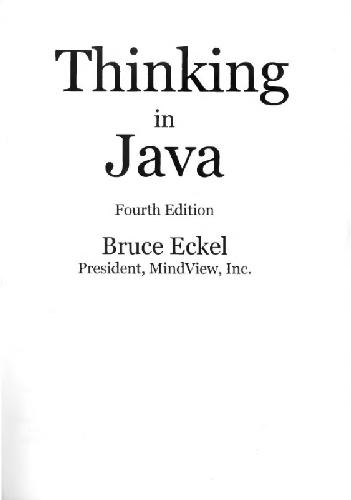 Thinking
in
Java
Fourth Edition
Bruce Eckel
President, MindView, Inc.